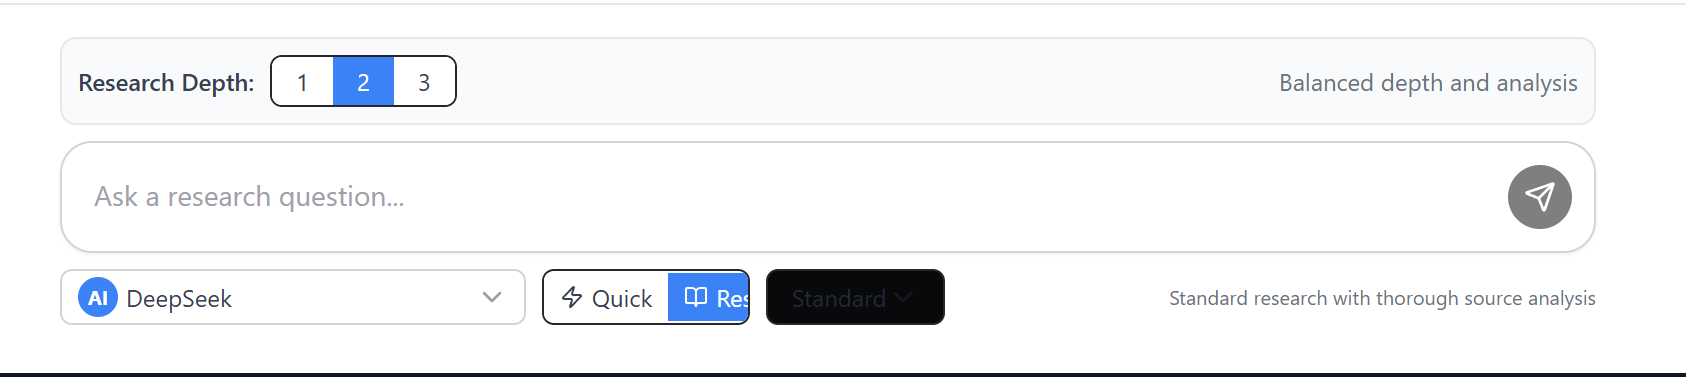 Research Depth: 1 2 3 Balanced depth and analysis
Ask a research question...
AI DeepSeek Quick Res Standard Standard research with thorough source analysis